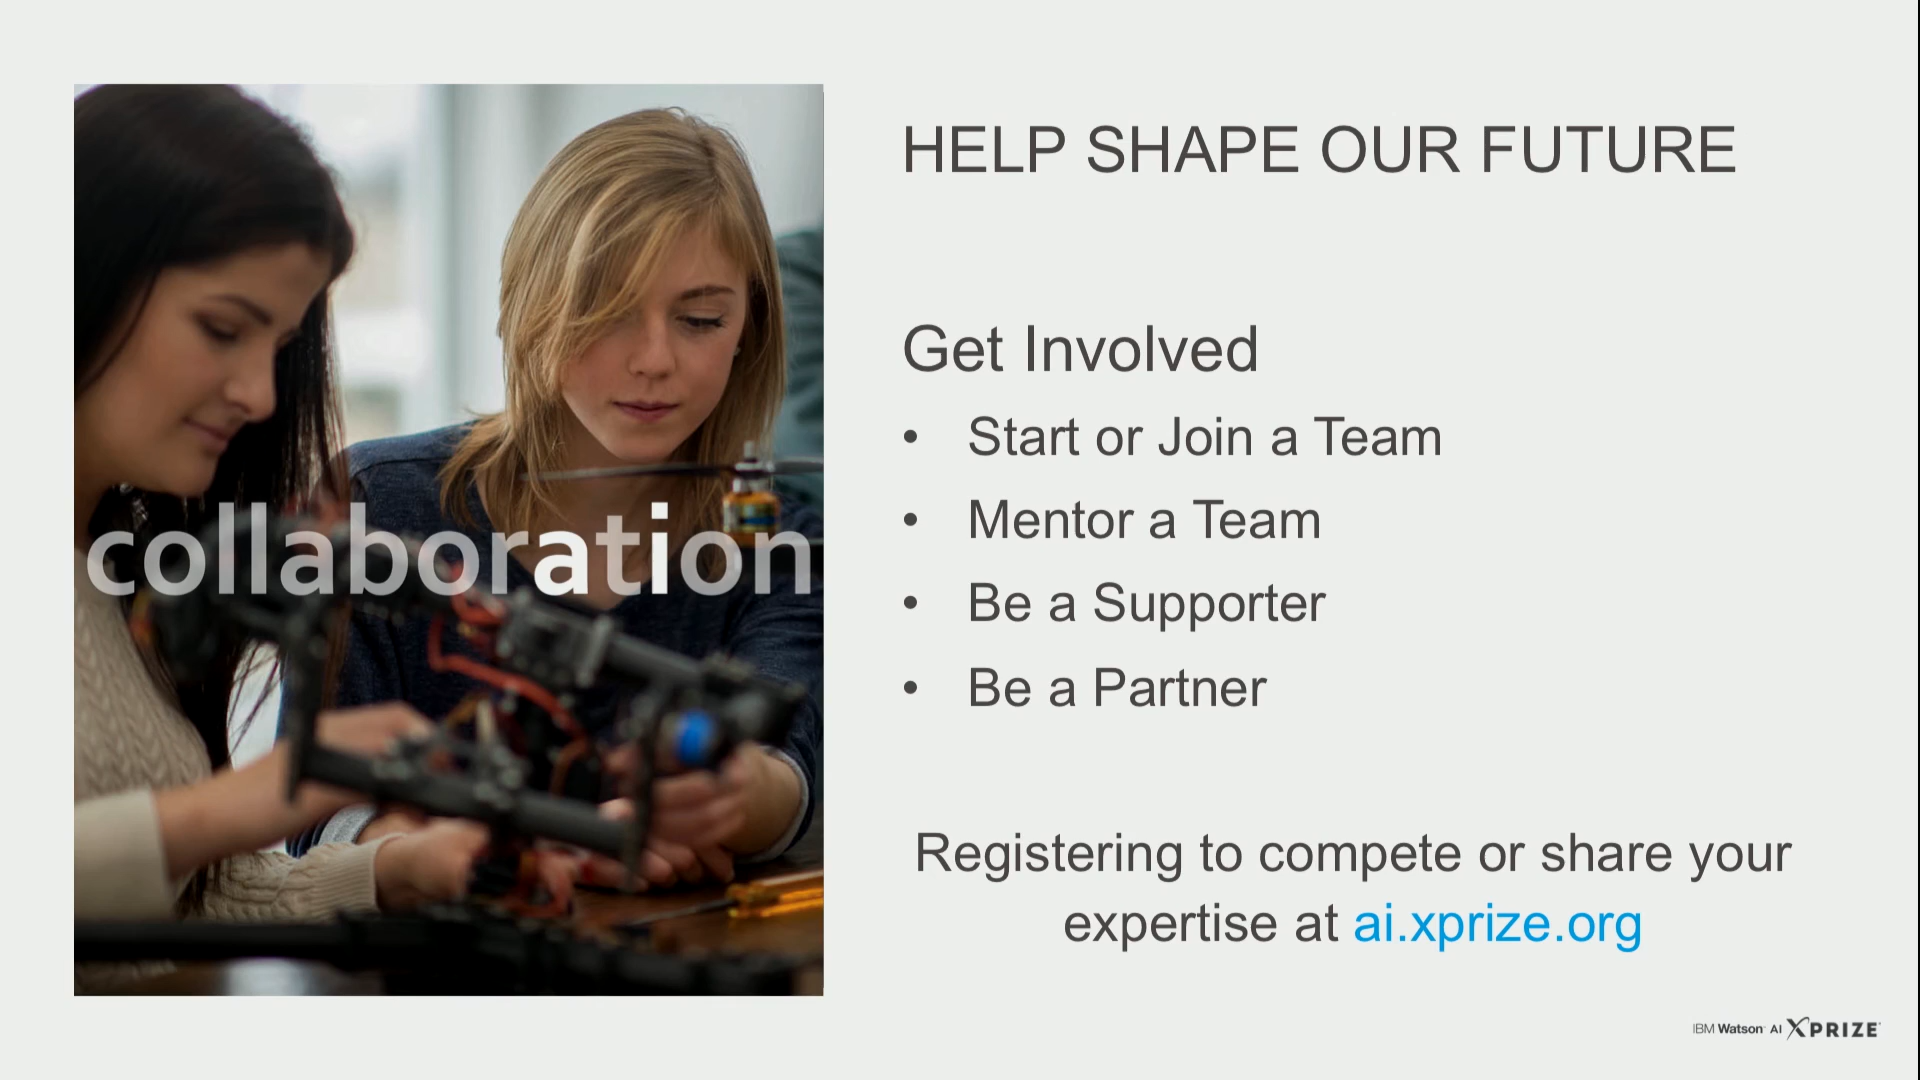 HELP SHAPE OUR FUTURE
collaboration
Get Involved
• Start or Join a Team
• Mentor a Team
• Be a Supporter
• Be a Partner
Registering to compete or share your
expertise at ai.xprize.org
IBM Watson AI XPRIZE